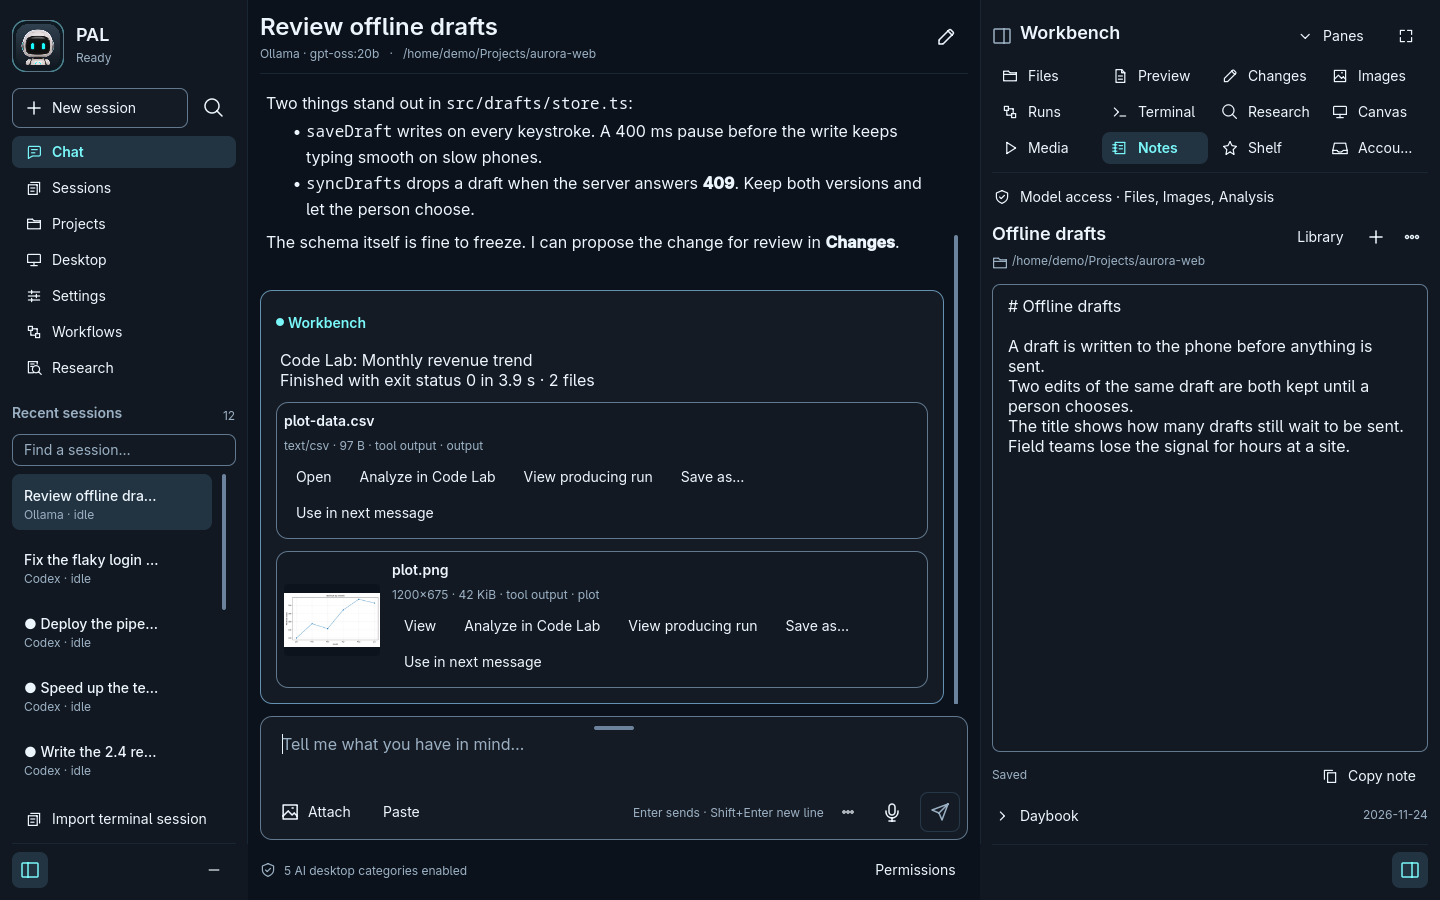 PAL
Ready
New session
Chat
Sessions
Projects
Desktop
Settings
Workflows
Research
Recent sessions
12
Find a session...
Review offline dra...
Ollama · idle
Fix the flaky login ...
Codex · idle
Deploy the pipe...
Codex · idle
Speed up the te...
Codex · idle
Write the 2.4 re...
Codex · idle
Import terminal session
Review offline drafts
Ollama · gpt-oss:20b · /home/demo/Projects/aurora-web
Two things stand out in src/drafts/store.ts:
• saveDraft writes on every keystroke. A 400 ms pause before the write keeps
typing smooth on slow phones.
• syncDrafts drops a draft when the server answers 409. Keep both versions and
let the person choose.
The schema itself is fine to freeze. I can propose the change for review in Changes.
Workbench
Code Lab: Monthly revenue trend
Finished with exit status 0 in 3.9 s · 2 files
plot-data.csv
text/csv · 97 B · tool output · output
Open Analyze in Code Lab View producing run Save as...
Use in next message
plot.png
1200×675 · 42 KiB · tool output · plot
View Analyze in Code Lab View producing run Save as...
Use in next message
Tell me what you have in mind...
Attach Paste Enter sends · Shift+Enter new line
5 AI desktop categories enabled Permissions
Workbench Panes
Files Preview Changes Images
Runs Terminal Research Canvas
Media Notes Shelf Accou...
Model access · Files, Images, Analysis
Offline drafts Library
/home/demo/Projects/aurora-web
# Offline drafts
A draft is written to the phone before anything is
sent.
Two edits of the same draft are both kept until a
person chooses.
The title shows how many drafts still wait to be sent.
Field teams lose the signal for hours at a site.
Saved Copy note
Daybook 2026-11-24